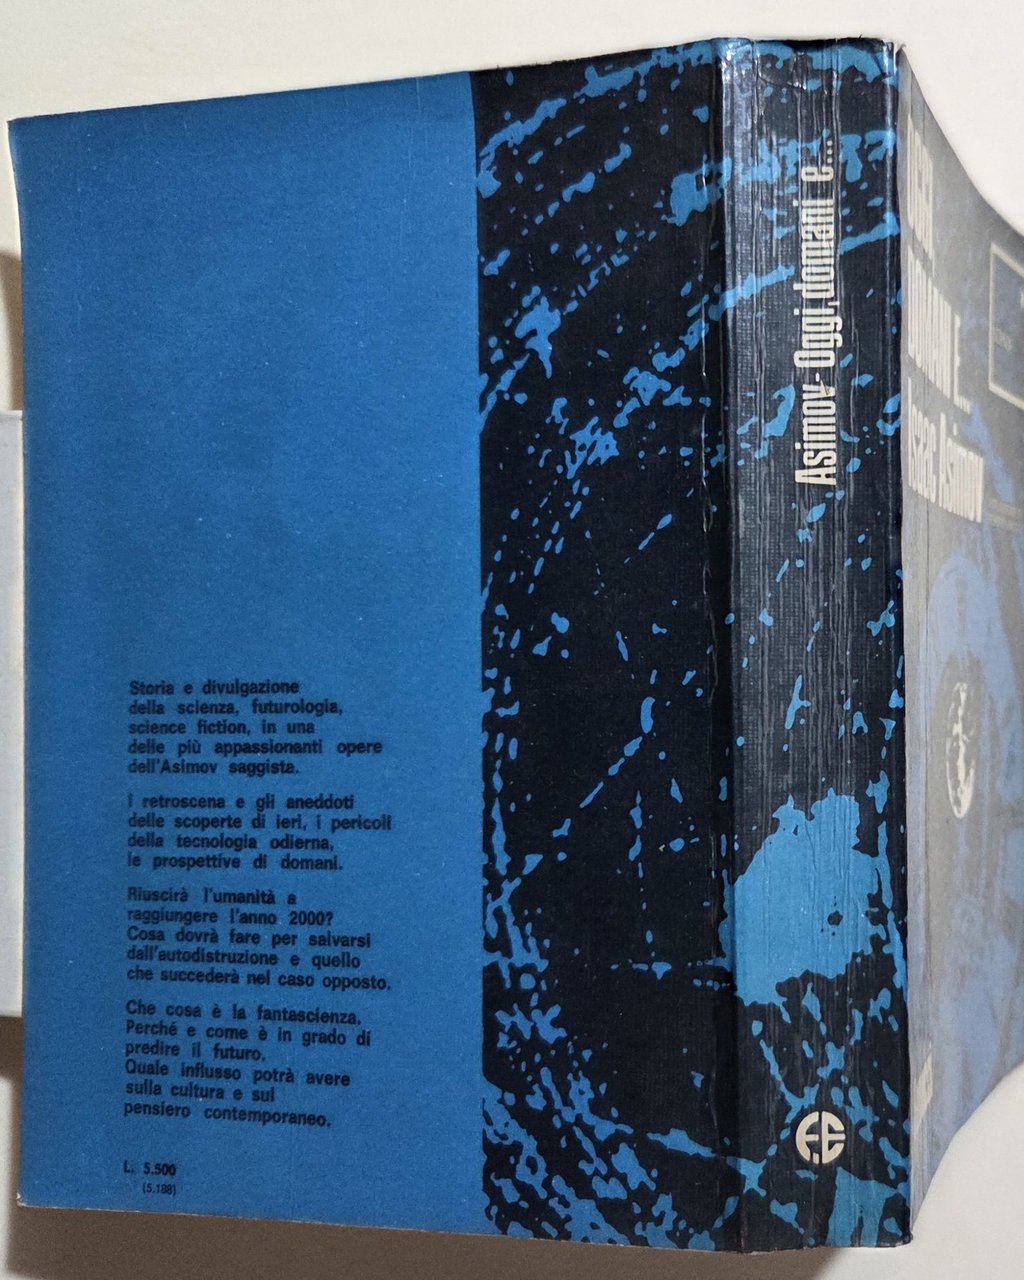 Storia e divulgazione
della scienza, futurologia,
science fiction, in una
delle più appassionanti opere
dell'Asimov saggista.
I retroscena e gli aneddoti
delle scoperte di ieri, i pericoli
della tecnologia odierna,
le prospettive di domani.
Riuscirà l'umanità a
raggiungere l'anno 2000?
Cosa dovrà fare per salvarsi
dall'autodistruzione e quello
che succederà nel caso opposto.
Che cosa è la fantascienza.
Perché e come è in grado di
predire il futuro.
Quale influsso potrà avere
sulla cultura e sul
pensiero contemporaneo.
L. 5.500
(5.188)
Asimov - Oggi, domani e...
FE
OGGI
DOMANI E...
Isaac Asimov